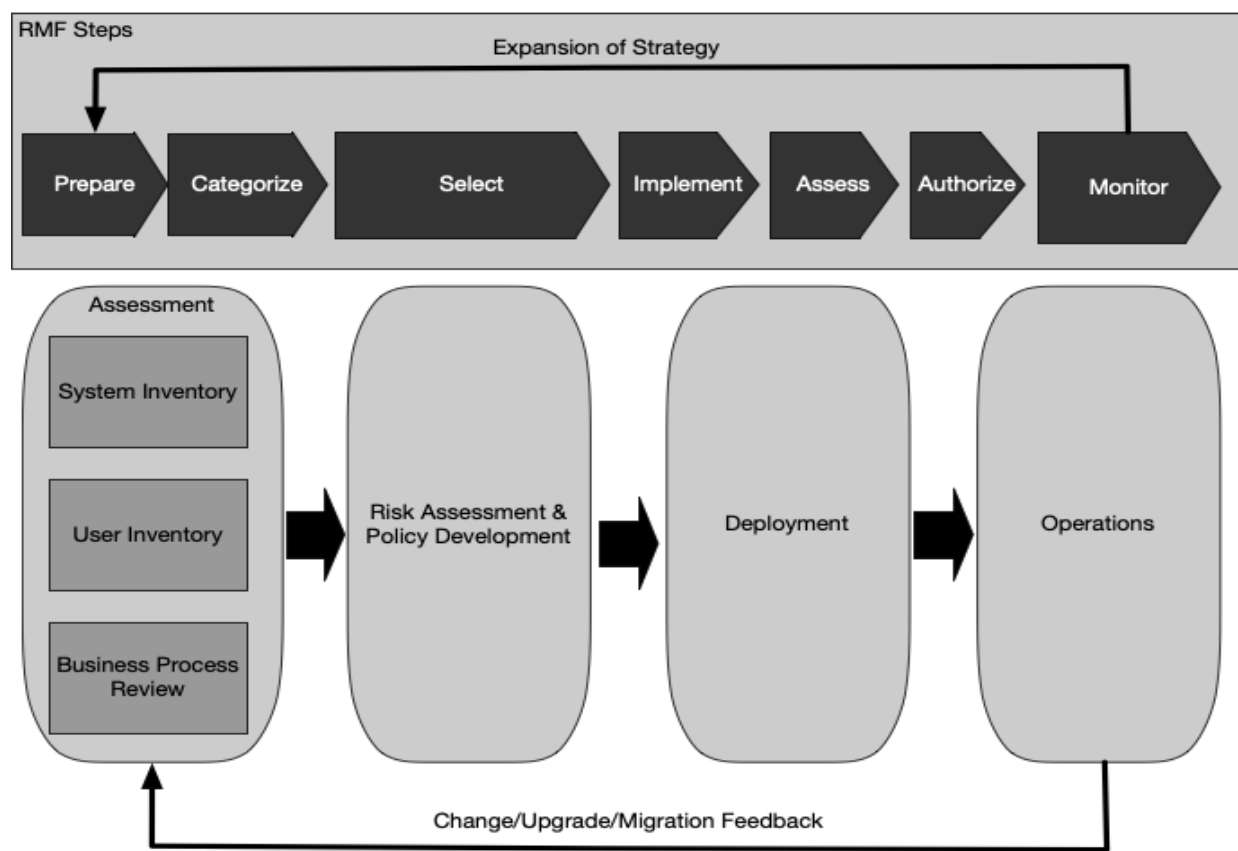 RMF Steps
Expansion of Strategy
Prepare
Categorize
Select
Implement
Assess
Authorize
Monitor
Assessment
System Inventory
User Inventory
Business Process
Review
Risk Assessment &
Policy Development
Deployment
Operations
Change/Upgrade/Migration Feedback